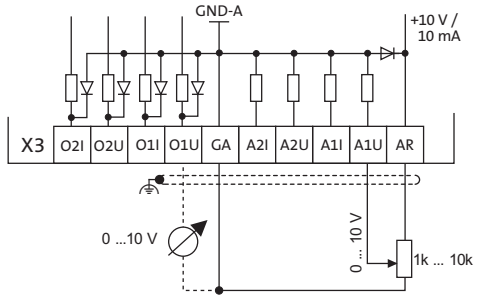 GND-A
+10 V /
10 mA
X3 O2I O2U O1I O1U GA A2I A2U A1I A1U AR
0 ...10 V
0 ... 10 V
1k ... 10k